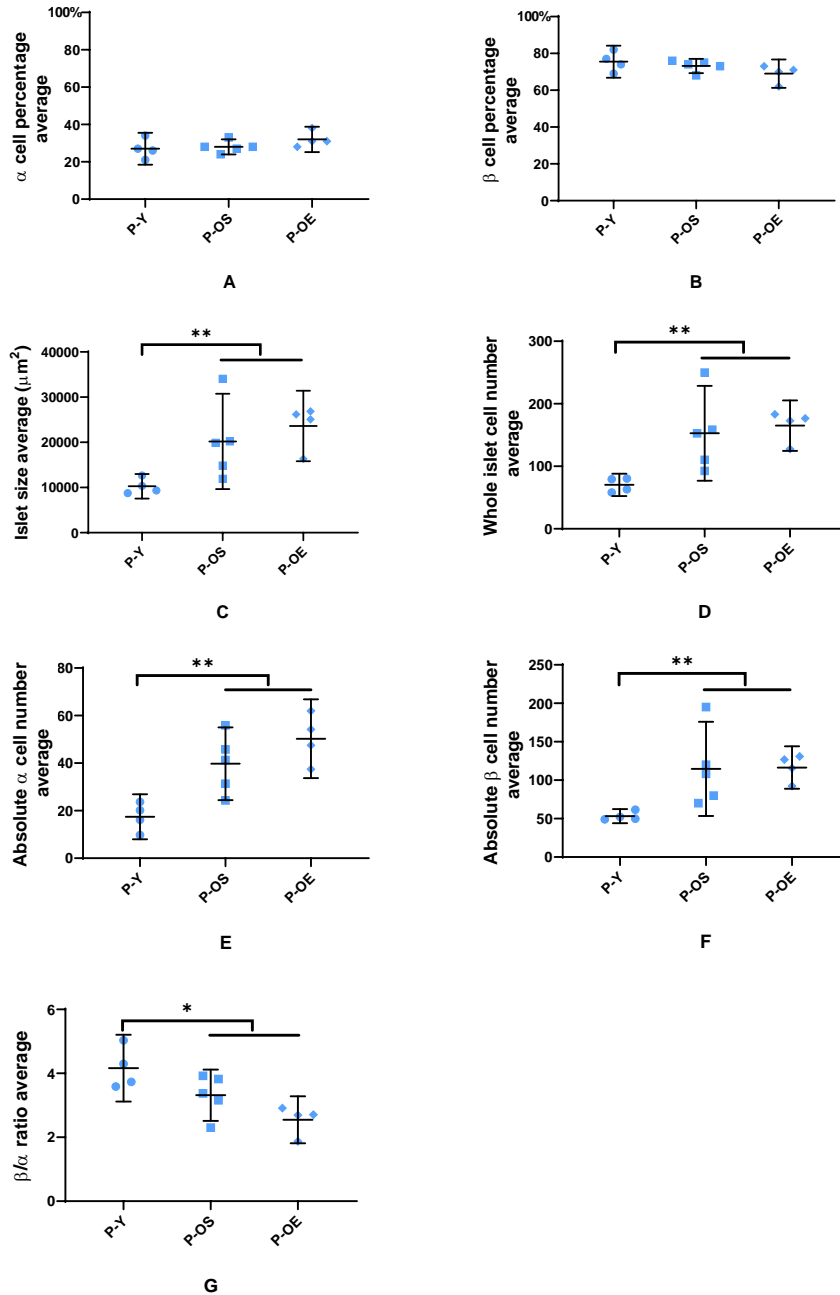 α cell percentage
average
100%
80
60
40
20
0
P-Y
P-OS
P-OE
A
β cell percentage
average
100%
80
60
40
20
0
P-Y
P-OS
P-OE
B
Islet size average (μm²)
40000
30000
20000
10000
0
**
P-Y
P-OS
P-OE
C
Whole islet cell number
average
300
200
100
0
**
P-Y
P-OS
P-OE
D
Absolute α cell number
average
80
60
40
20
0
**
P-Y
P-OS
P-OE
E
Absolute β cell number
average
250
200
150
100
50
0
**
P-Y
P-OS
P-OE
F
β/α ratio average
6
4
2
0
*
P-Y
P-OS
P-OE
G